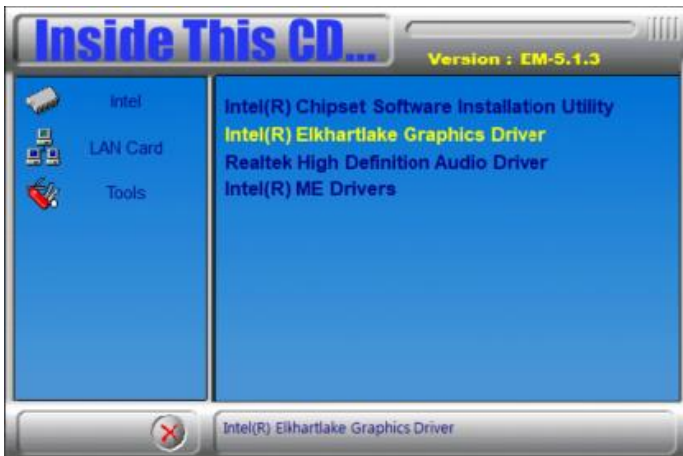 Inside This CD...
Version : EM-5.1.3
Intel
LAN Card
Tools
Intel(R) Chipset Software Installation Utility
Intel(R) Elkhartlake Graphics Driver
Realtek High Definition Audio Driver
Intel(R) ME Drivers
Intel(R) Elkhartlake Graphics Driver